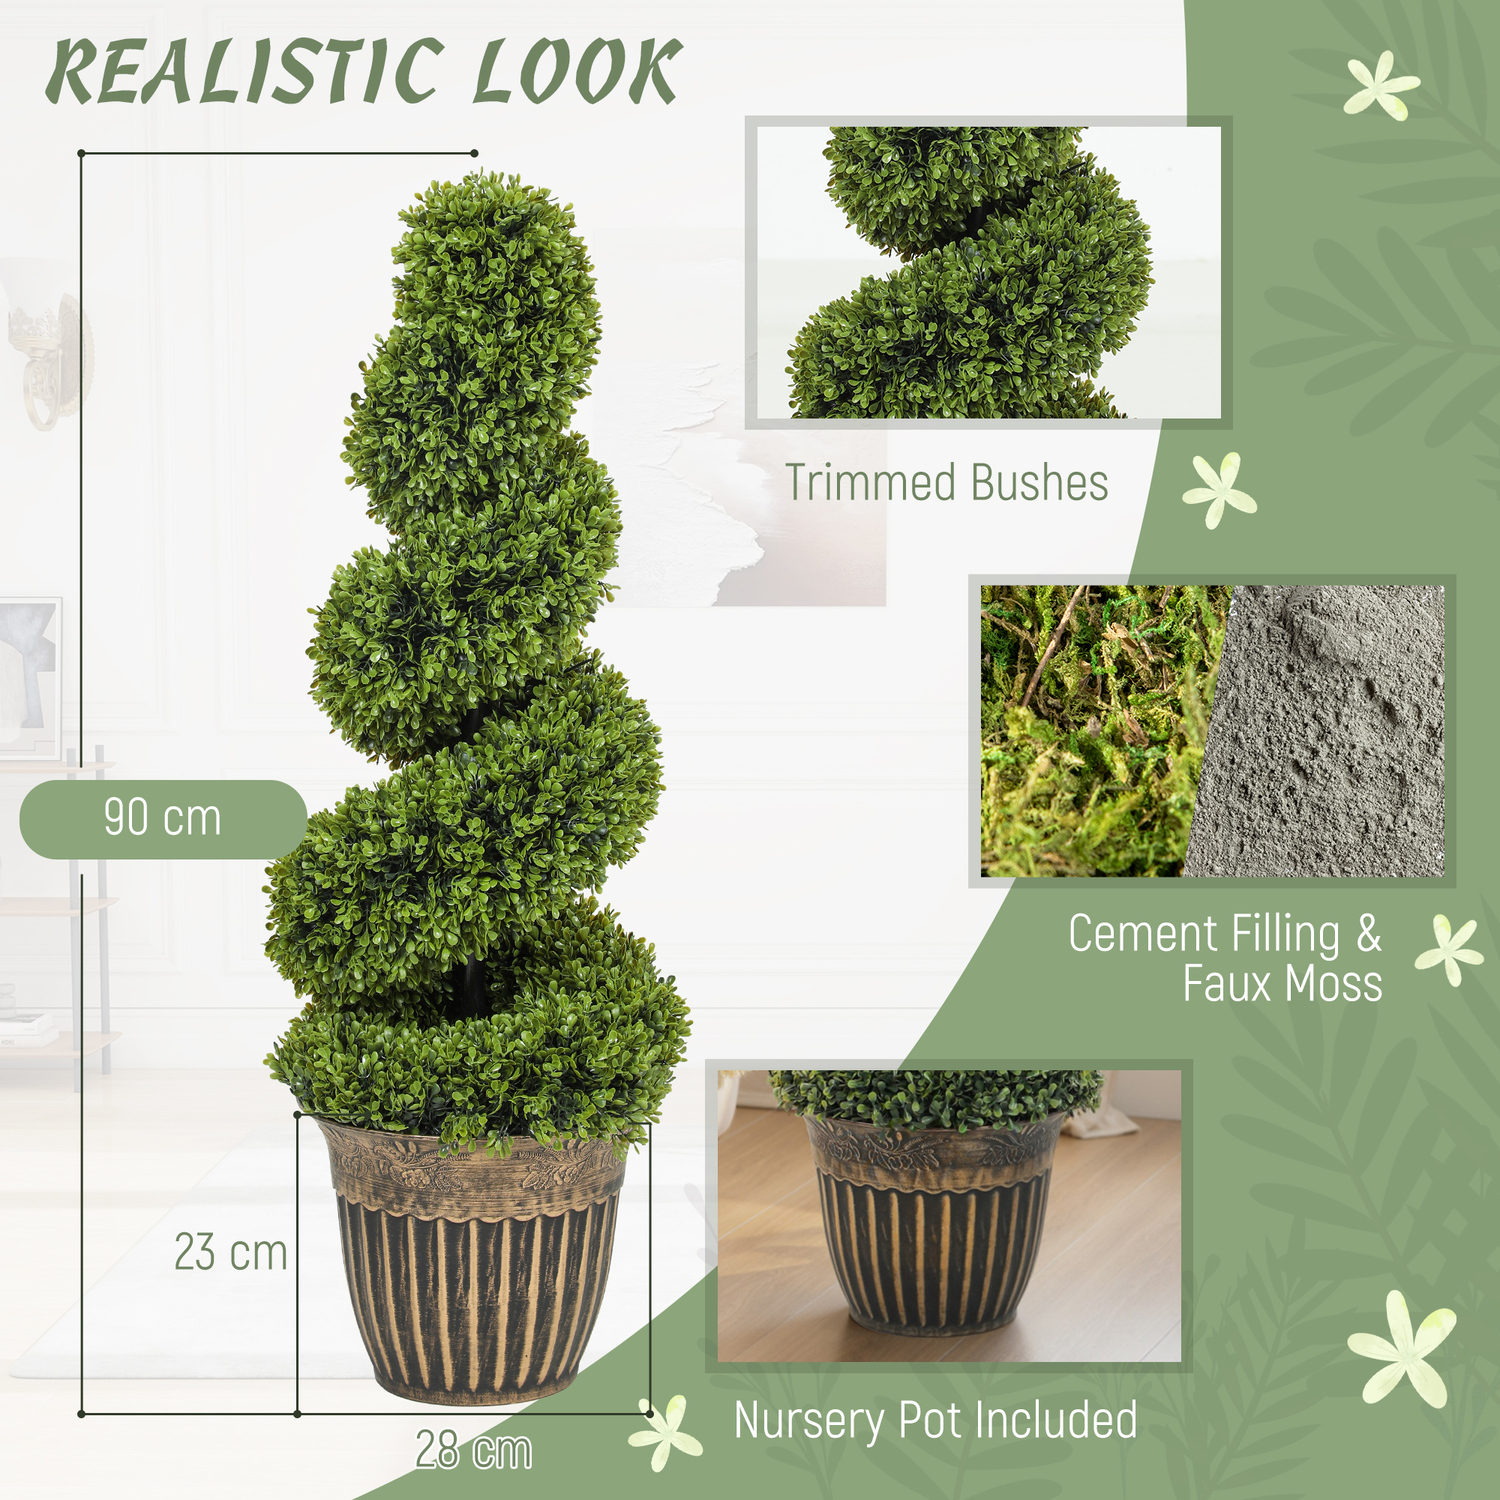 REALISTIC LOOK
Trimmed Bushes
90 cm
Cement Filling &
Faux Moss
23 cm
28 cm
Nursery Pot Included